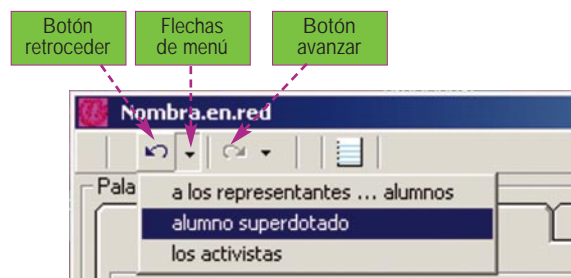 Botón
retroceder
Flechas
de menú
Botón
avanzar
Nombra.en.red
Pala
a los representantes ... alumnos
alumno superdotado
los activistas